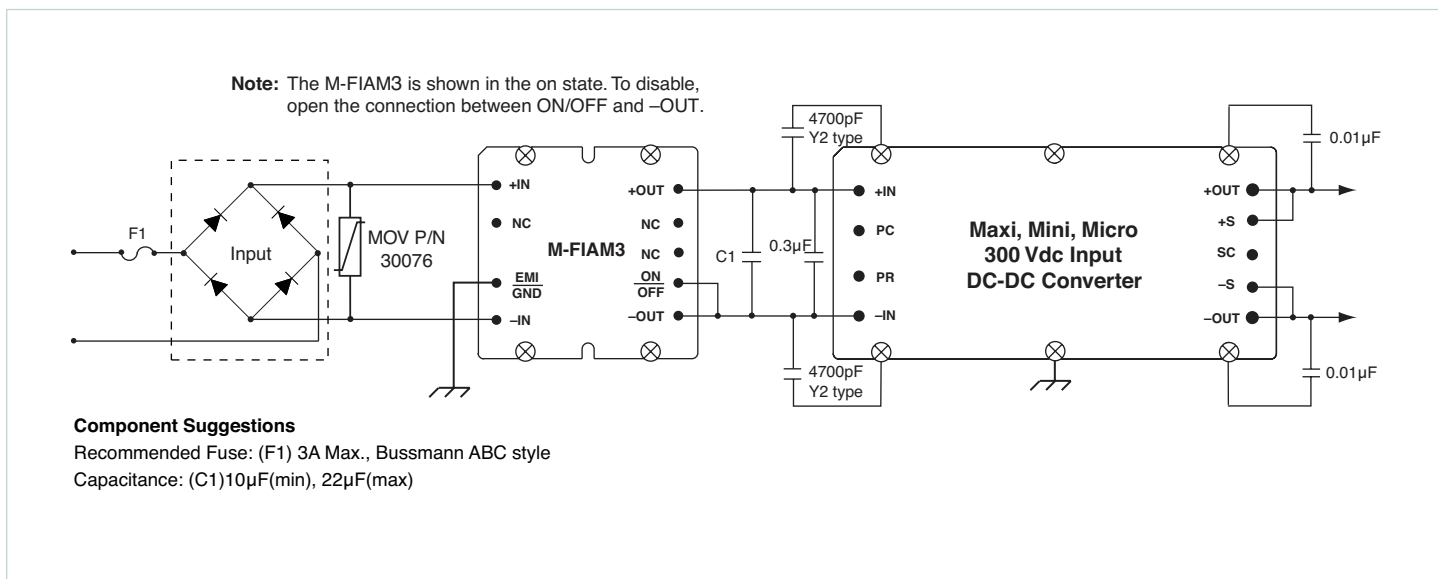 Note: The M-FIAM3 is shown in the on state. To disable,
open the connection between ON/OFF and –OUT.
F1
Input
MOV P/N
30076
+IN
NC
EMI
GND
–IN
M-FIAM3
+OUT
NC
NC
ON
OFF
–OUT
4700pF
Y2 type
C1
0.3µF
4700pF
Y2 type
+IN
PC
PR
–IN
Maxi, Mini, Micro
300 Vdc Input
DC-DC Converter
+OUT
+S
SC
–S
–OUT
0.01µF
0.01µF
Component Suggestions
Recommended Fuse: (F1) 3A Max., Bussmann ABC style
Capacitance: (C1)10µF(min), 22µF(max)